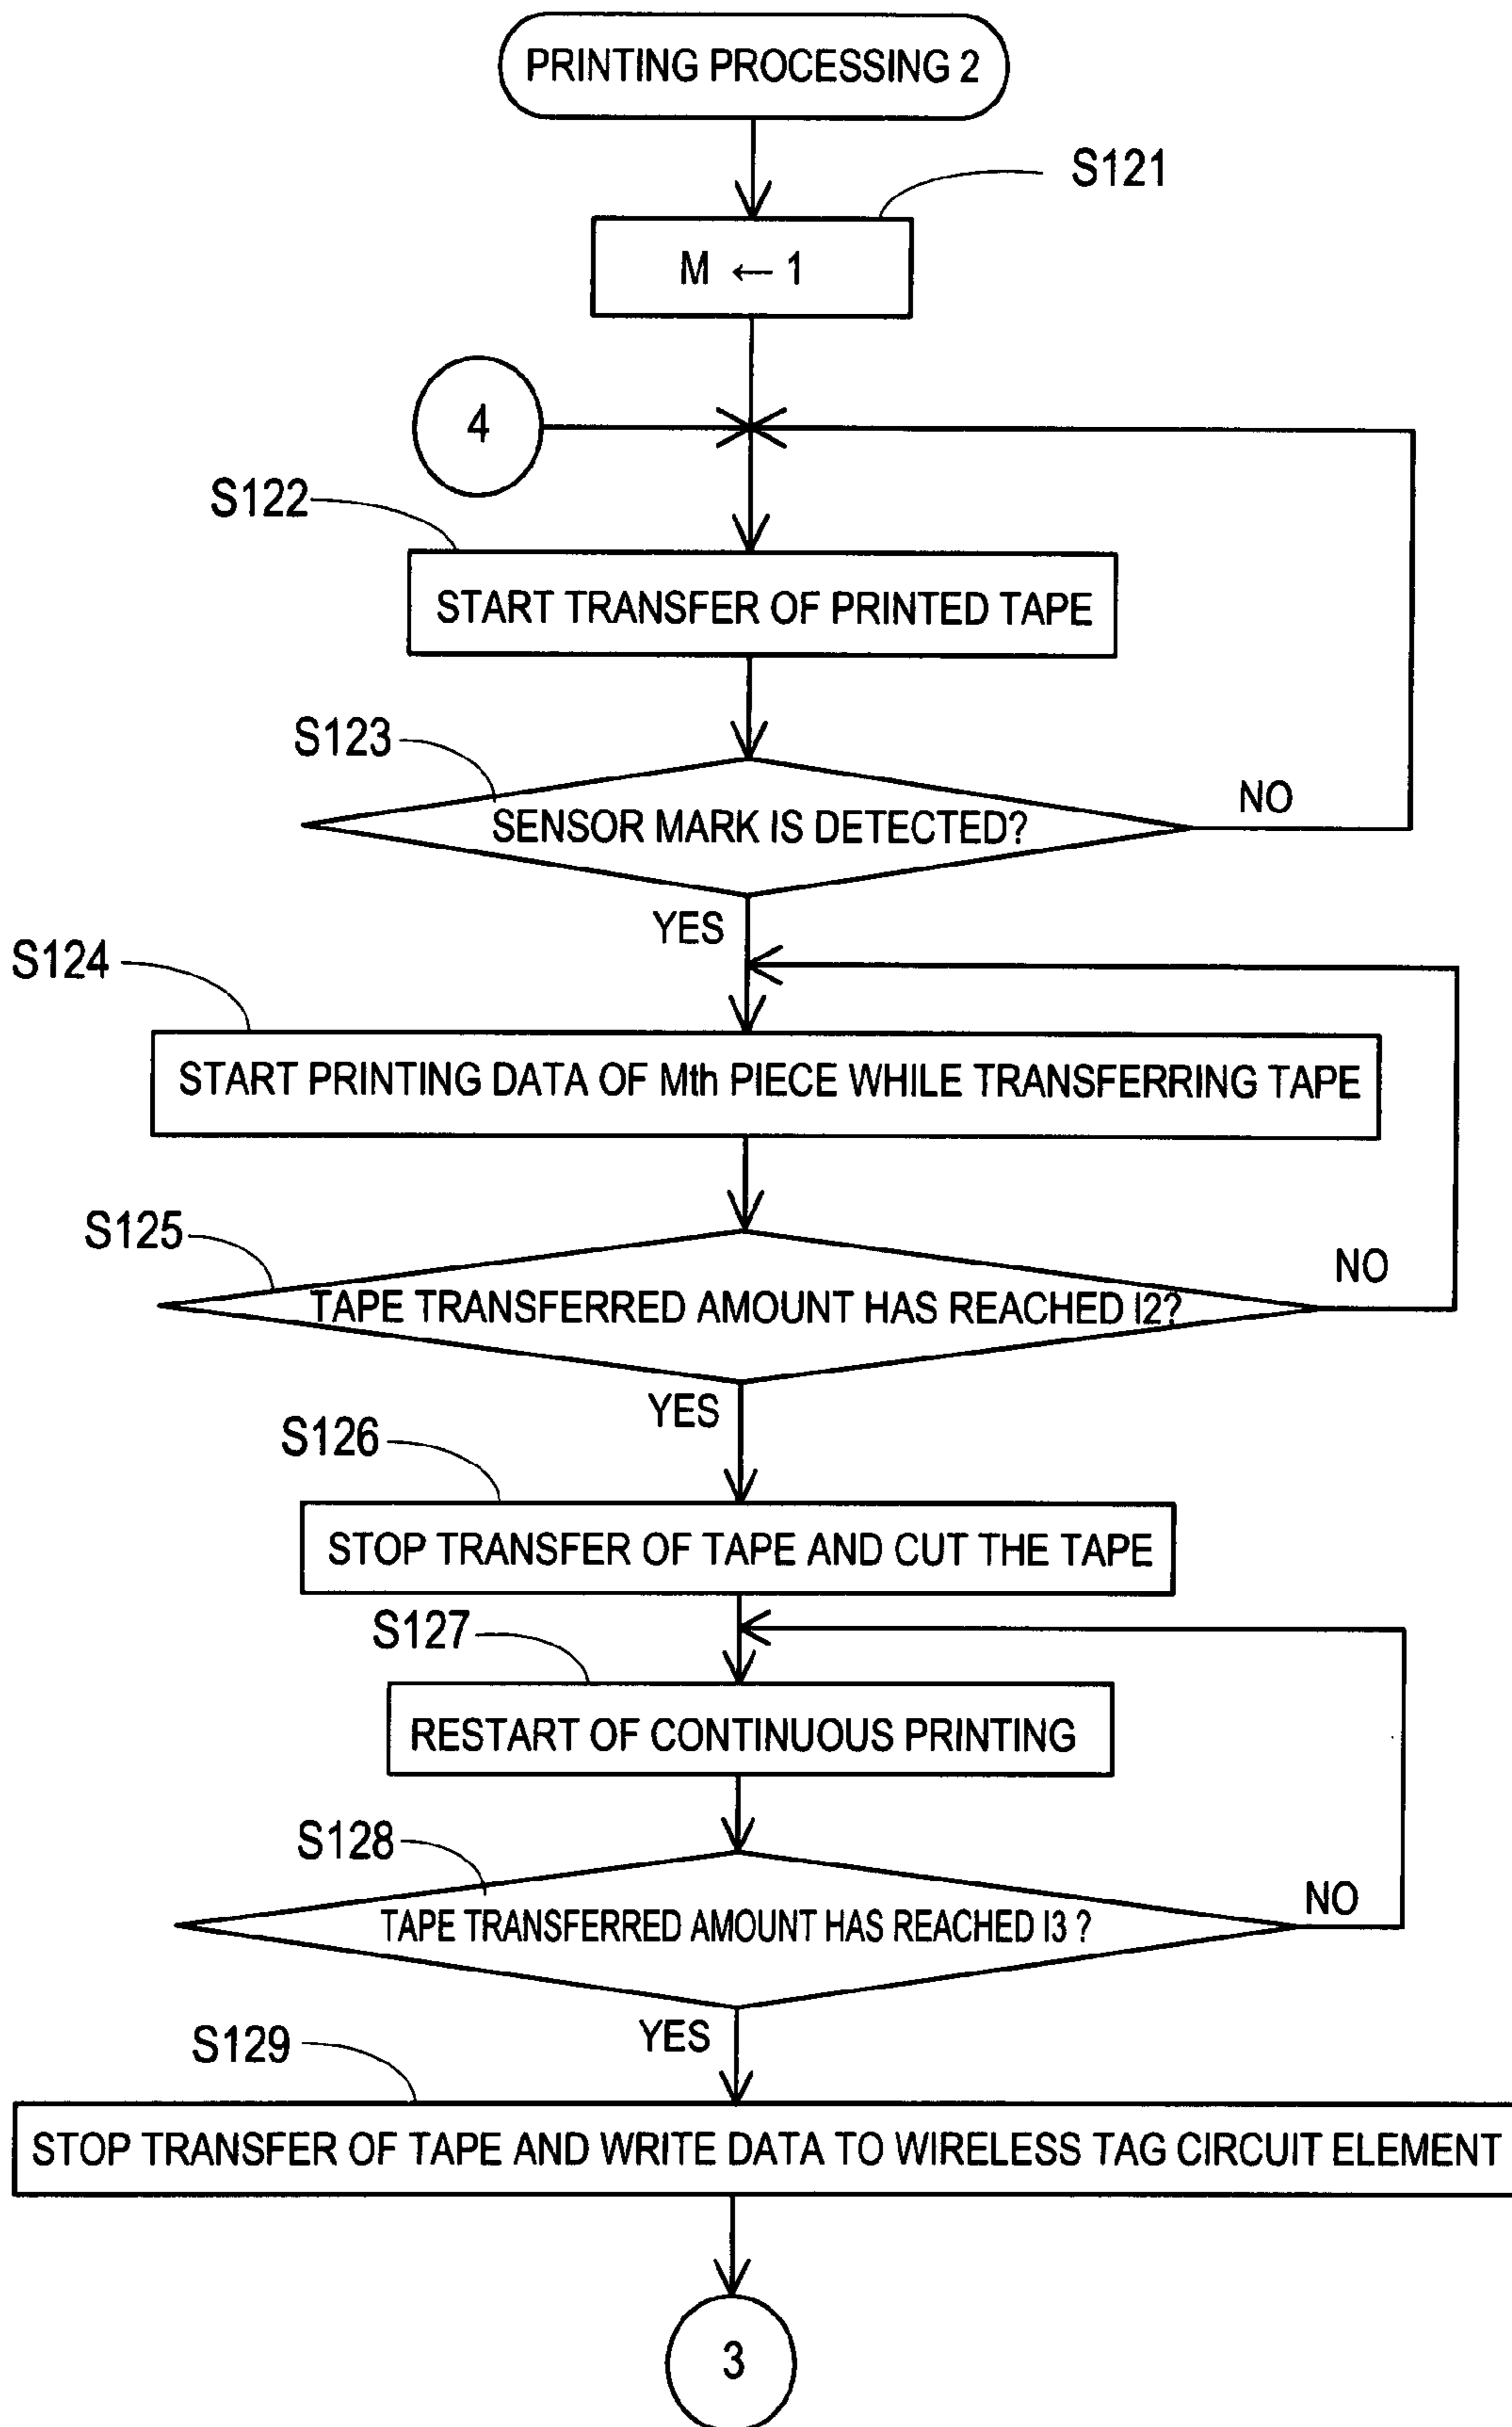 PRINTING PROCESSING 2
S121
M ← 1
4
S122
START TRANSFER OF PRINTED TAPE
S123
SENSOR MARK IS DETECTED?
NO
YES
S124
START PRINTING DATA OF Mth PIECE WHILE TRANSFERRING TAPE
S125
TAPE TRANSFERRED AMOUNT HAS REACHED l2?
NO
YES
S126
STOP TRANSFER OF TAPE AND CUT THE TAPE
S127
RESTART OF CONTINUOUS PRINTING
S128
TAPE TRANSFERRED AMOUNT HAS REACHED l3 ?
NO
YES
S129
STOP TRANSFER OF TAPE AND WRITE DATA TO WIRELESS TAG CIRCUIT ELEMENT
3